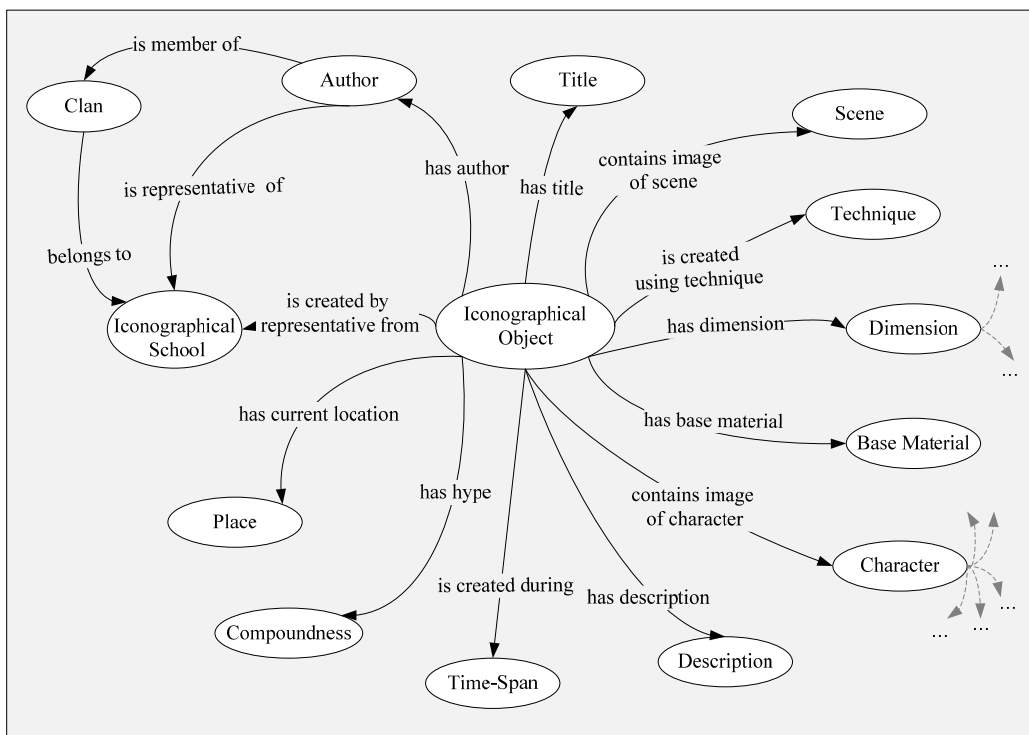 is member of
Author
Title
Clan
Scene
contains image
of scene
has author
is representative  of
has title
Technique
is created
using technique
belongs to
...
Iconographical
School
is created by
representative from
Iconographical
Object
has dimension
Dimension
...
has current location
has base material
Base Material
has hype
contains image
of character
Place
Character
is created during
has description
...
...
...
Compoundness
Description
Time-Span